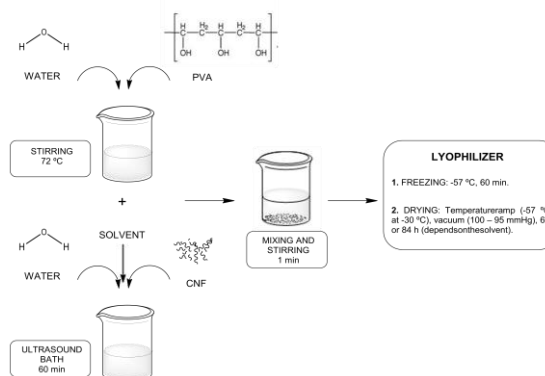 H O H
WATER
H H₂ H H₂ H
C C C C C
OH OH OH
PVA
STIRRING
72 ºC
+
SOLVENT
H O H
WATER
CNF
ULTRASOUND
BATH
60 min
MIXING AND
STIRRING
1 min
LYOPHILIZER
1. FREEZING: -57 ºC, 60 min.
2. DRYING: Temperatureramp (-57 º
at -30 ºC), vacuum (100 – 95 mmHg), 6
or 84 h (dependsonthesolvent).